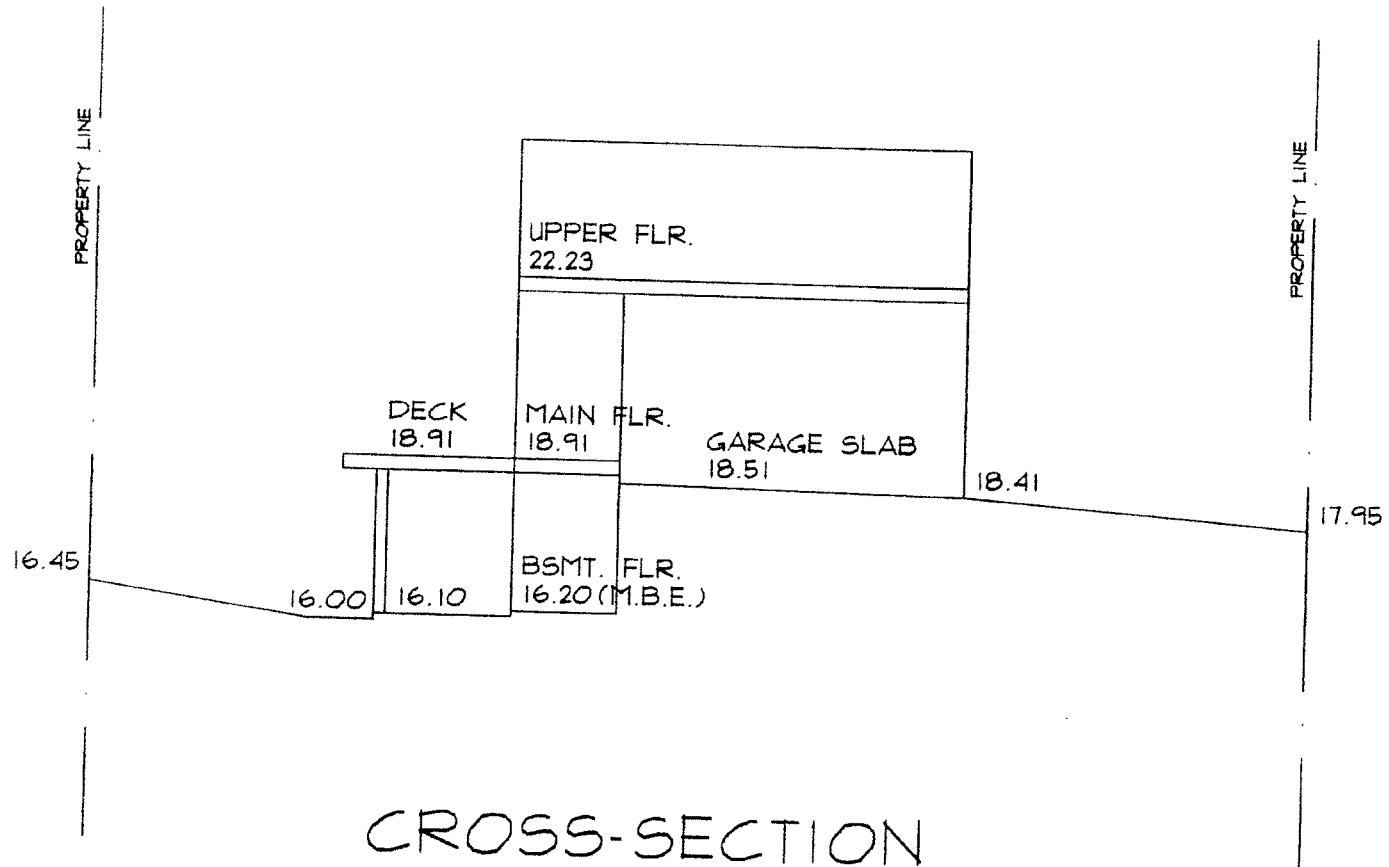 PROPERTY LINE
PROPERTY LINE
UPPER FLR.
22.23
DECK
18.91
MAIN FLR.
18.91
GARAGE SLAB
18.51
18.41
17.95
16.45
16.00
16.10
BSMT. FLR.
16.20 (M.B.E.)
CROSS-SECTION